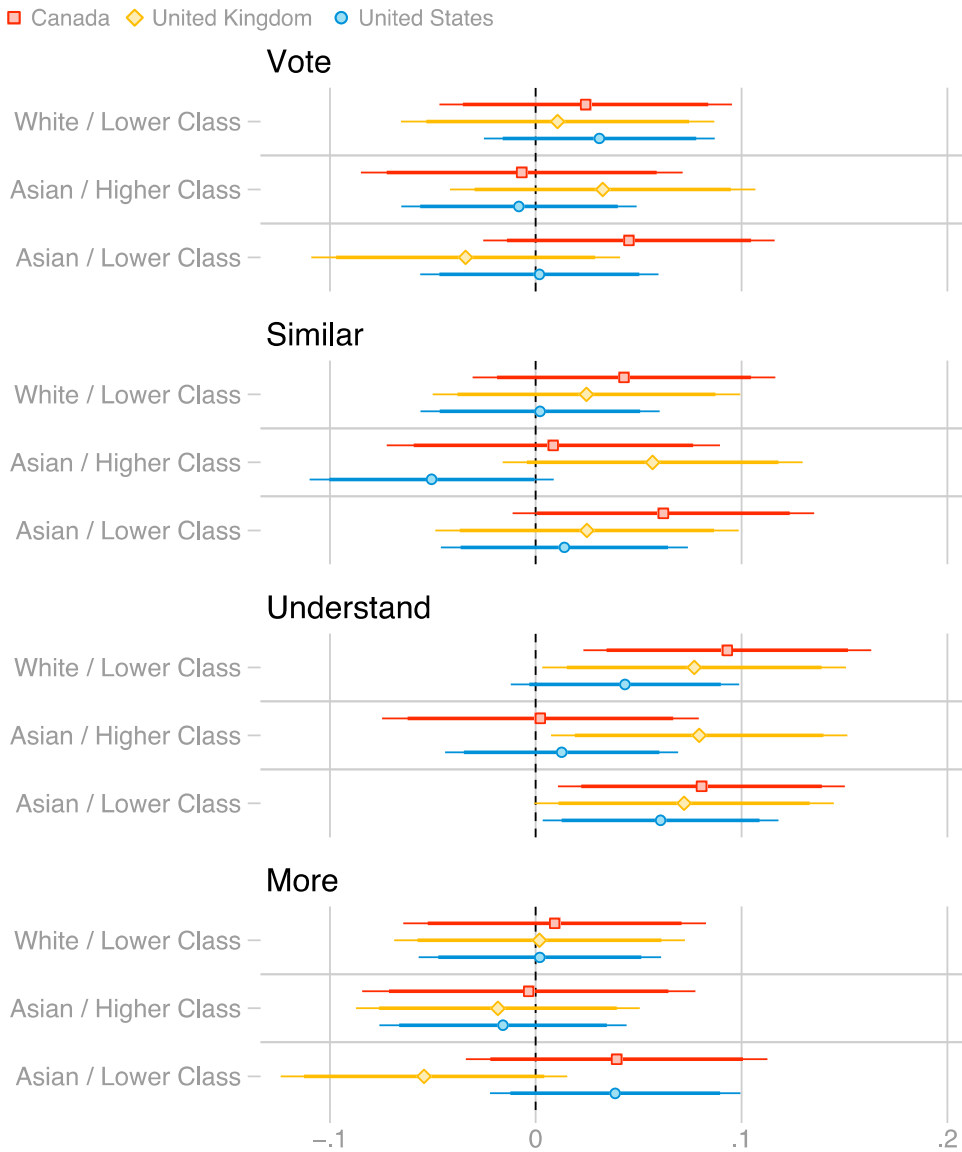 Canada United Kingdom United States
Vote
White / Lower Class
Asian / Higher Class
Asian / Lower Class
Similar
White / Lower Class
Asian / Higher Class
Asian / Lower Class
Understand
White / Lower Class
Asian / Higher Class
Asian / Lower Class
More
White / Lower Class
Asian / Higher Class
Asian / Lower Class
−.1 0 .1 .2